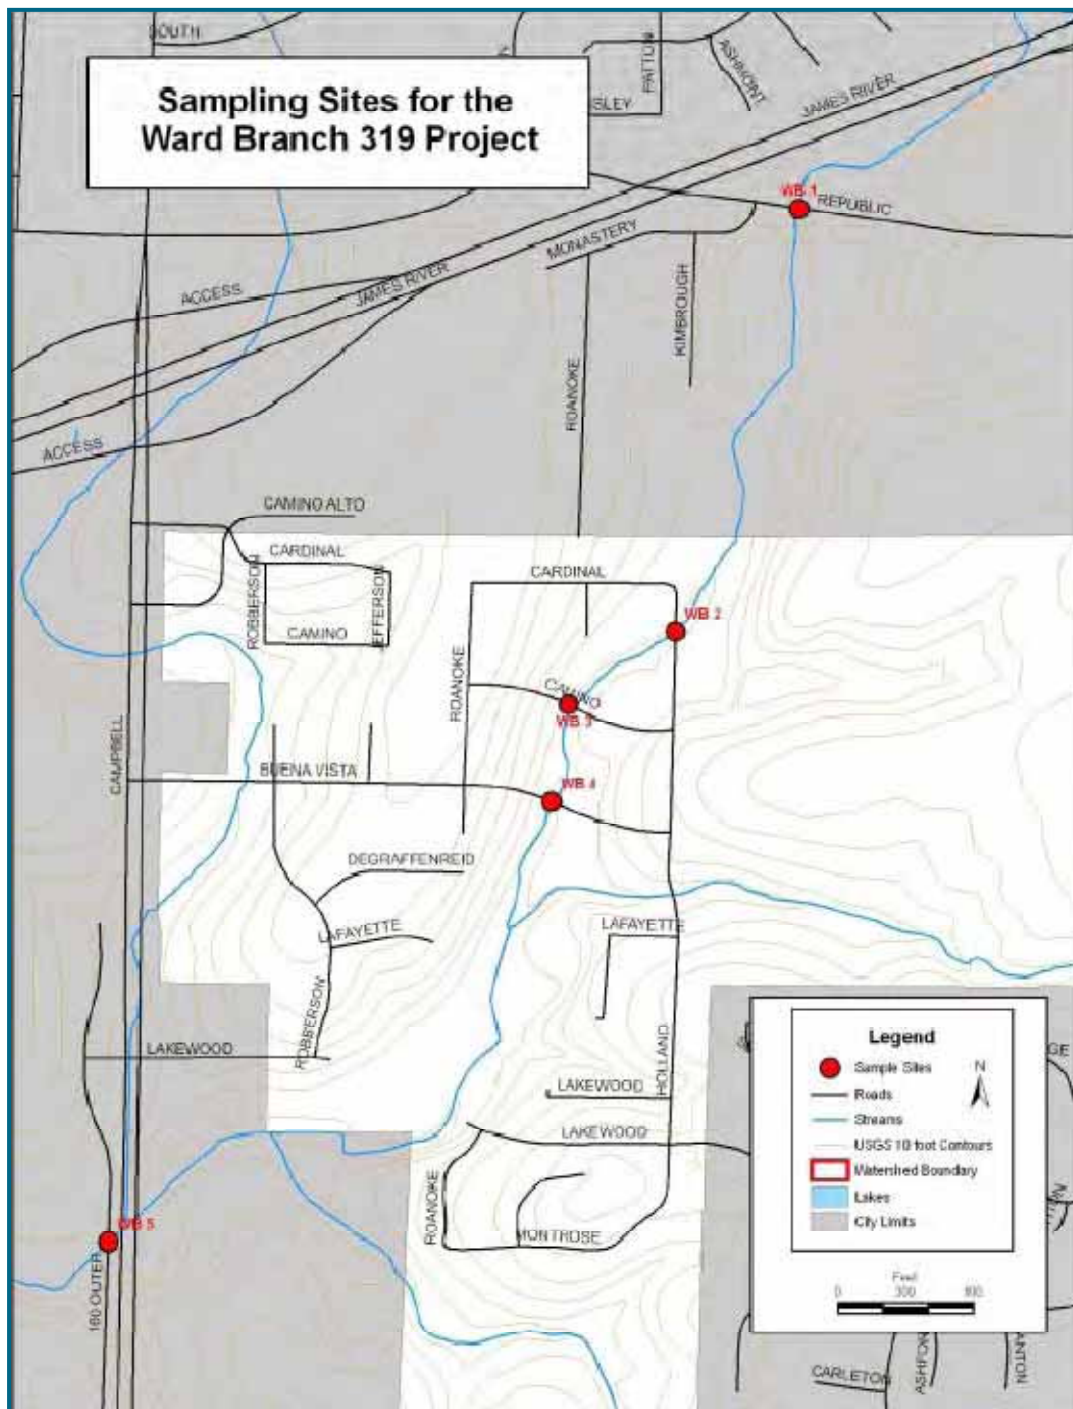 SOUTH
PATTON
ASHMONT
Sampling Sites for the
Ward Branch 319 Project
JAMES RIVER
WB 1
REPUBLIC
MONASTERY
ACCESS
JAMES RIVER
KIMBROUGH
ROANOKE
ACCESS
CAMINO ALTO
CARDINAL
ROBBERSON
JEFFERSON
CAMINO
CARDINAL
WB 2
ROANOKE
CAMINO
WB 3
CAMPBELL
BUENA VISTA
WB 4
DEGRAFFENREID
LAFAYETTE
LAFAYETTE
ROBBERSON
LAKEWOOD
HOLLAND
LAKEWOOD
LAKEWOOD
ROANOKE
MONTROSE
WB 5
160 OUTER
Legend
N
Sample Sites
Roads
Streams
USGS 10 foot Contours
Watershed Boundary
Lakes
City Limits
Feet
0
300
600
CARLETON